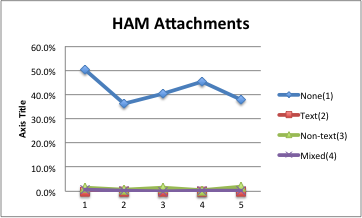 HAM Attachments
60.0%
50.0%
40.0%
30.0%
20.0%
10.0%
0.0%
Axis Title
1 2 3 4 5
None(1)
Text(2)
Non-text(3)
Mixed(4)